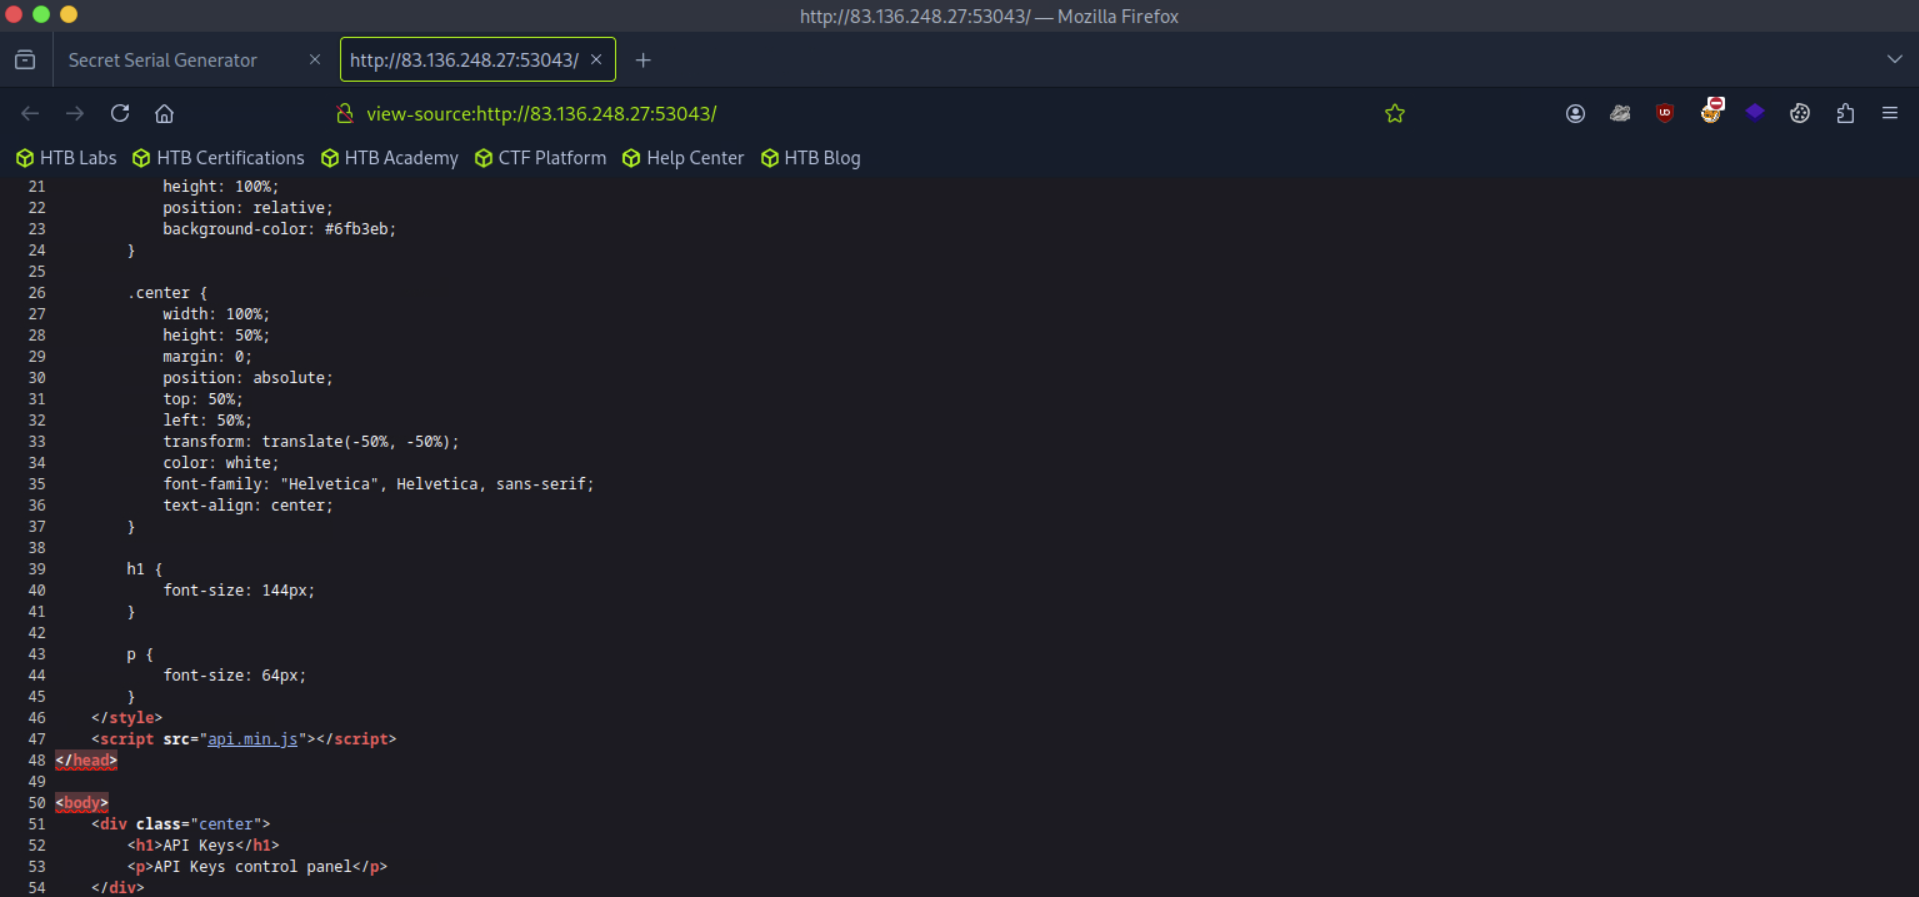 http://83.136.248.27:53043/ — Mozilla Firefox
Secret Serial Generator
http://83.136.248.27:53043/
view-source:http://83.136.248.27:53043/
HTB Labs HTB Certifications HTB Academy CTF Platform Help Center HTB Blog
21 height: 100%;
22 position: relative;
23 background-color: #6fb3eb;
24 }
25
26 .center {
27 width: 100%;
28 height: 50%;
29 margin: 0;
30 position: absolute;
31 top: 50%;
32 left: 50%;
33 transform: translate(-50%, -50%);
34 color: white;
35 font-family: "Helvetica", Helvetica, sans-serif;
36 text-align: center;
37 }
38
39 h1 {
40 font-size: 144px;
41 }
42
43 p {
44 font-size: 64px;
45 }
46 </style>
47 <script src="api.min.js"></script>
48 </head>
49
50 <body>
51 <div class="center">
52 <h1>API Keys</h1>
53 <p>API Keys control panel</p>
54 </div>